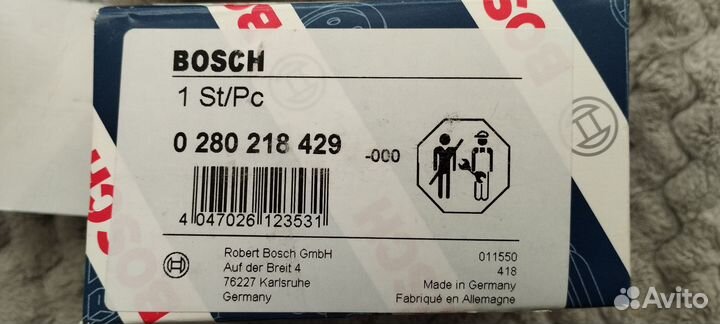 BOSCH
1 St/Pc
0 280 218 429 -000
4 047026 123531
Robert Bosch GmbH
Auf der Breit 4
76227 Karlsruhe
Germany
011550
418
Made in Germany
Fabriqué en Allemagne
BOSCH
Avito